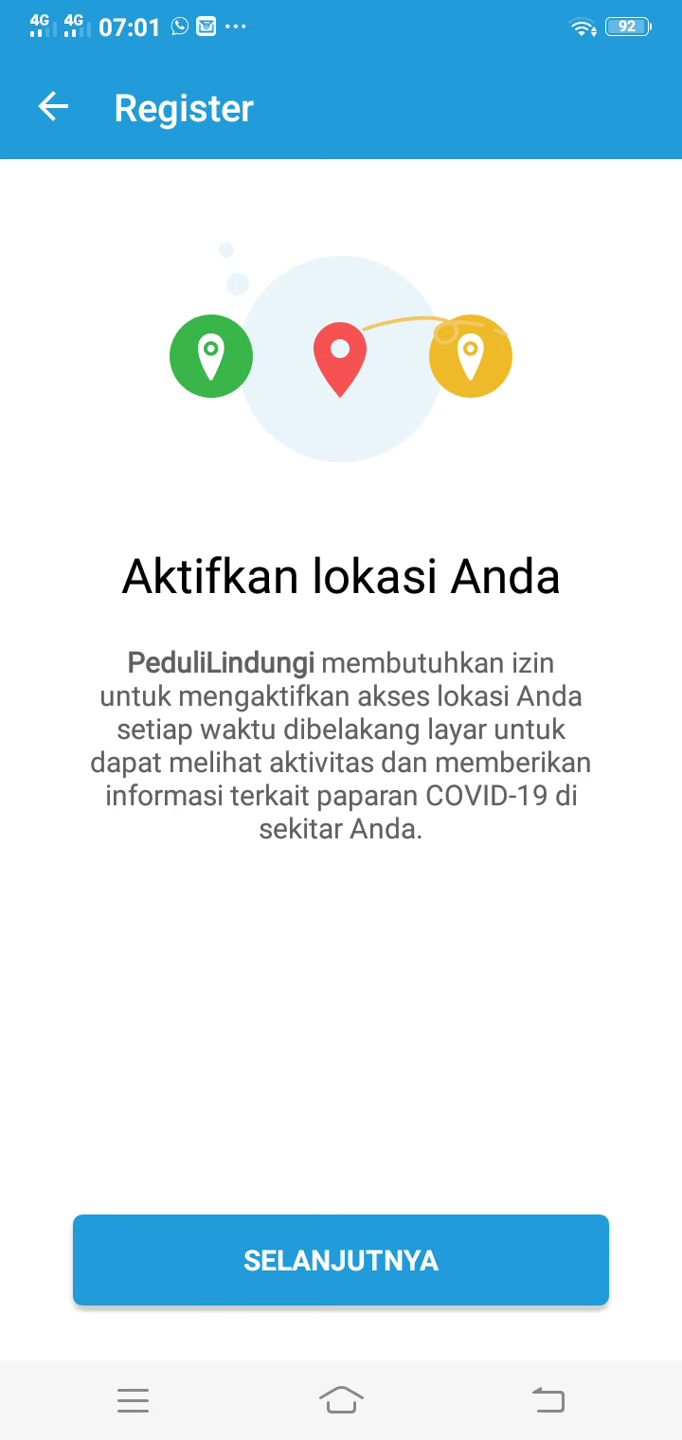 4G 4G 07:01 92
Register
Aktifkan lokasi Anda
PeduliLindungi membutuhkan izin
untuk mengaktifkan akses lokasi Anda
setiap waktu dibelakang layar untuk
dapat melihat aktivitas dan memberikan
informasi terkait paparan COVID-19 di
sekitar Anda.
SELANJUTNYA